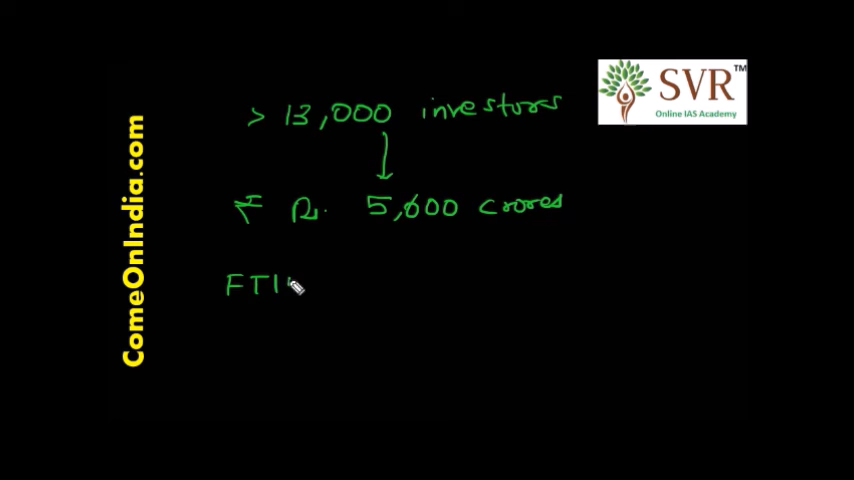 > 13,000 investors
₹ Rs. 5,600 crores
FTI
ComeOnIndia.com
SVR™
Online IAS Academy